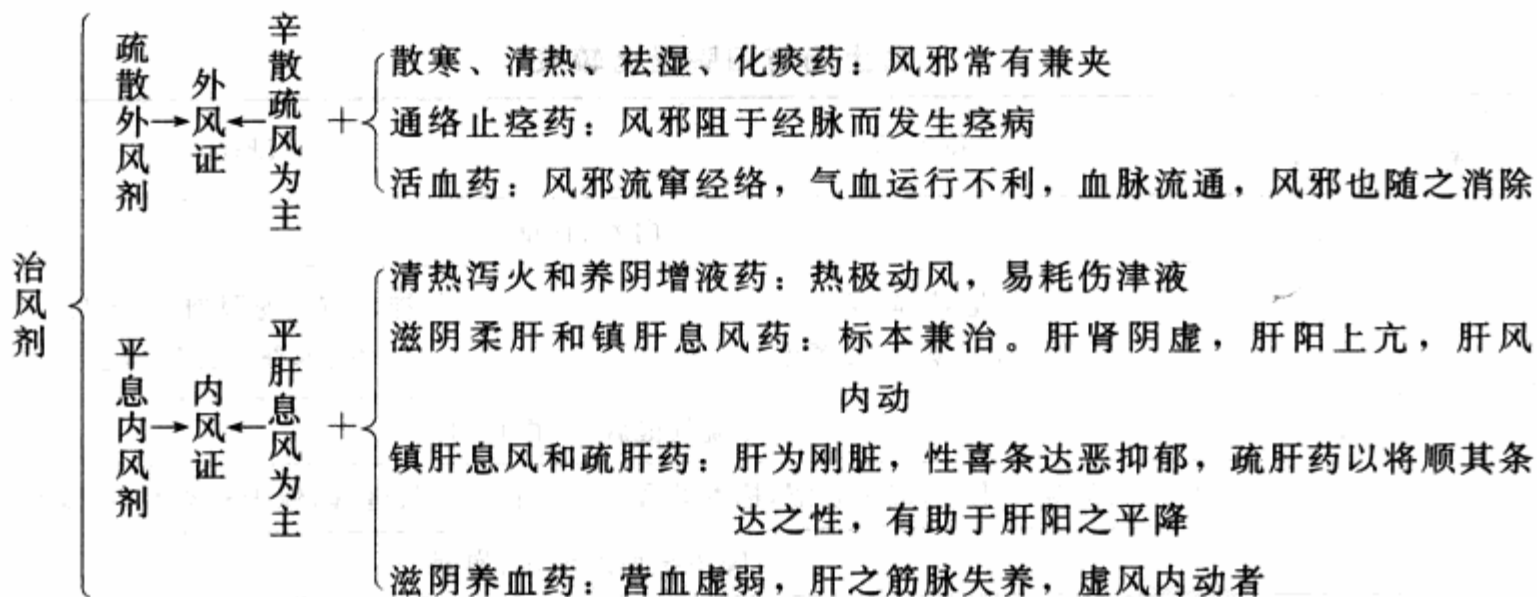 治风剂
疏散外风剂
外风证
辛散疏风为主
+
散寒、清热、祛湿、化痰药：风邪常有兼夹
通络止痉药：风邪阻于经脉而发生痉病
活血药：风邪流窜经络，气血运行不利，血脉流通，风邪也随之消除
平息内风剂
内风证
平肝息风为主
+
清热泻火和养阴增液药：热极动风，易耗伤津液
滋阴柔肝和镇肝息风药：标本兼治。肝肾阴虚，肝阳上亢，肝风
内动
镇肝息风和疏肝药：肝为刚脏，性喜条达恶抑郁，疏肝药以将顺其条
达之性，有助于肝阳之平降
滋阴养血药：营血虚弱，肝之筋脉失养，虚风内动者